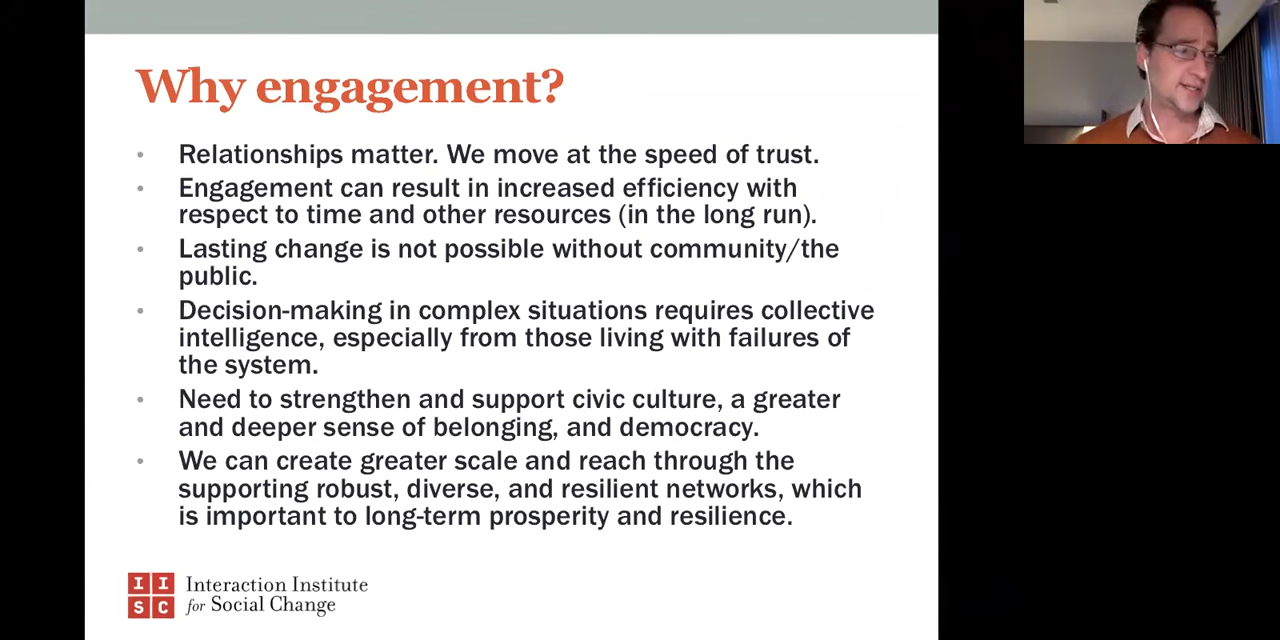 Why engagement?
• Relationships matter. We move at the speed of trust.
• Engagement can result in increased efficiency with
respect to time and other resources (in the long run).
• Lasting change is not possible without community/the
public.
• Decision-making in complex situations requires collective
intelligence, especially from those living with failures of
the system.
• Need to strengthen and support civic culture, a greater
and deeper sense of belonging, and democracy.
• We can create greater scale and reach through the
supporting robust, diverse, and resilient networks, which
is important to long-term prosperity and resilience.
I I
S C
Interaction Institute
for Social Change